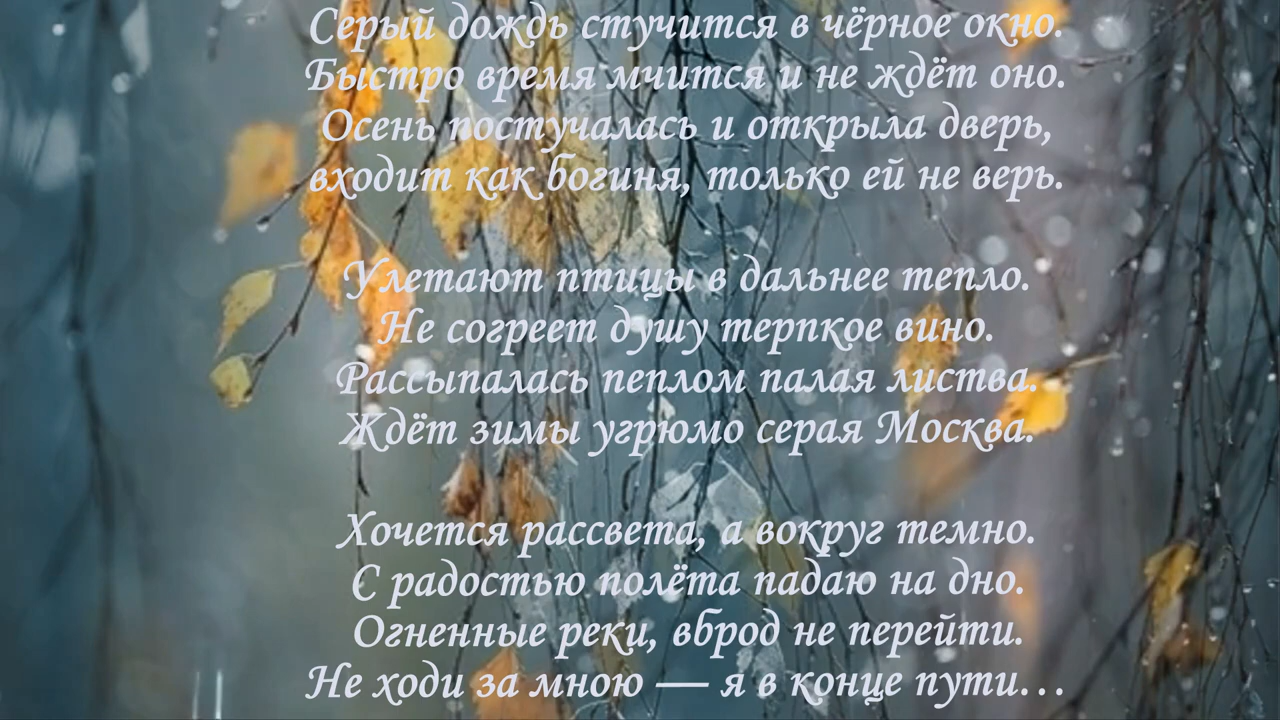 Серый дождь стучится в чёрное окно.
Быстро время мчится и не ждёт оно.
Осень постучалась и открыла дверь,
входит как богиня, только ей не верь.
Улетают птицы в дальнее тепло.
Не согреет душу терпкое вино.
Рассыпалась пеплом палая листва.
Ждёт зимы угрюмо серая Москва.
Хочется рассвета, а вокруг темно.
С радостью полёта падаю на дно.
Огненные реки, вброд не перейти.
Не ходи за мною — я в конце пути...